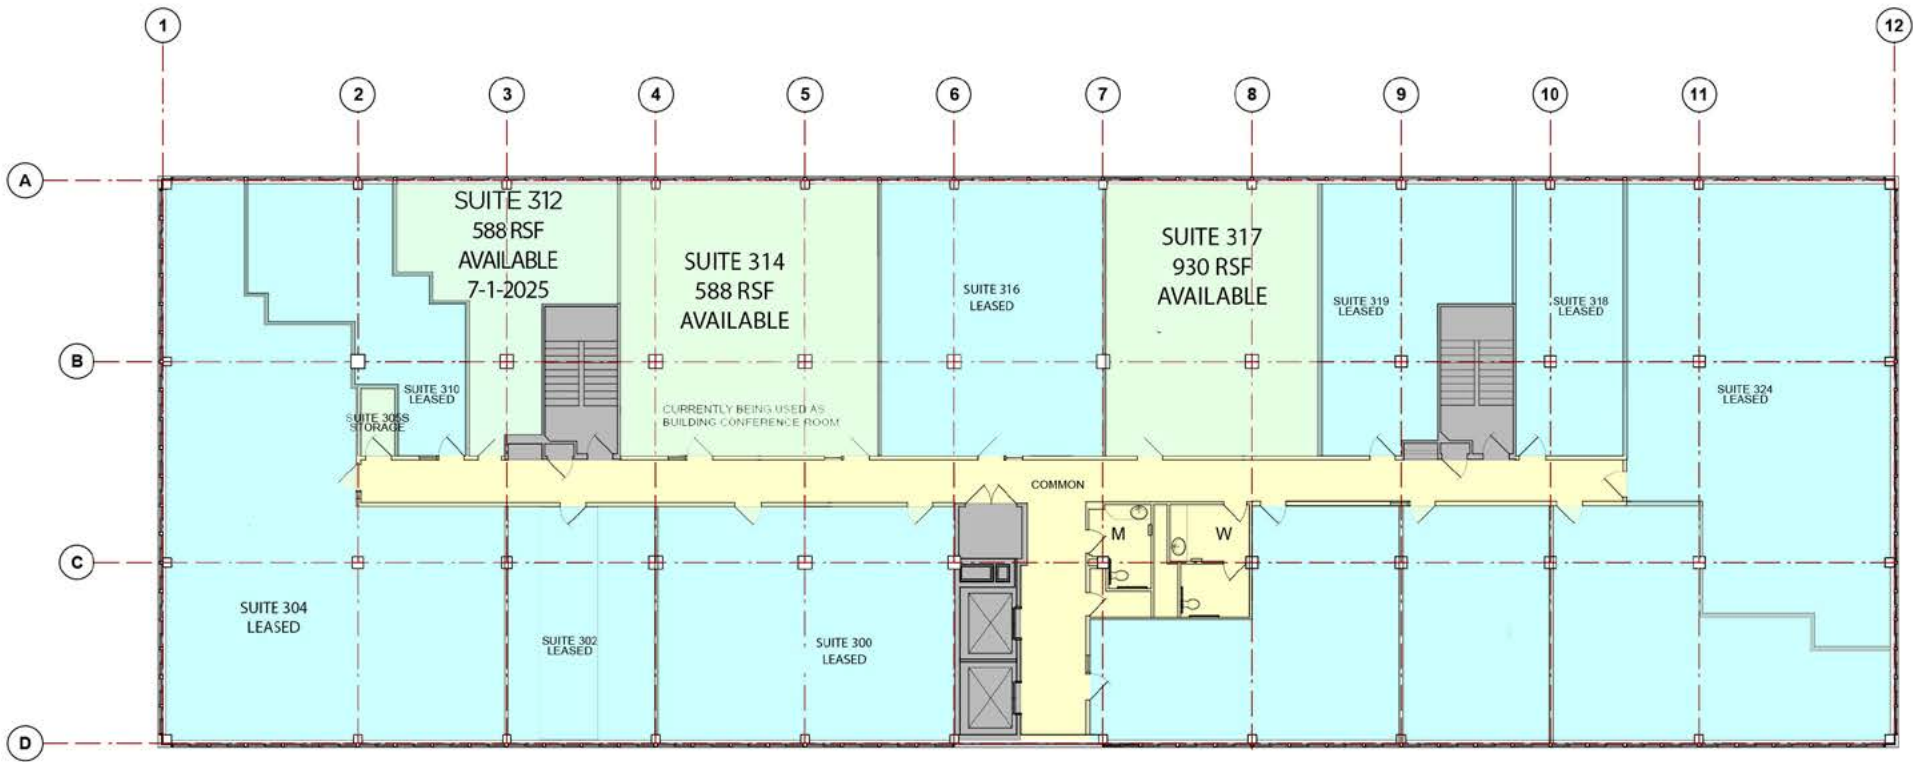 1
12
2
3
4
5
6
7
8
9
10
11
A
SUITE 312
588 RSF
AVAILABLE
7-1-2025
SUITE 314
588 RSF
AVAILABLE
SUITE 316
LEASED
SUITE 317
930 RSF
AVAILABLE
SUITE 319
LEASED
SUITE 318
LEASED
B
SUITE 310
LEASED
SUITE 305S
STORAGE
CURRENTLY BEING USED AS
BUILDING CONFERENCE ROOM
SUITE 324
LEASED
COMMON
M
W
C
SUITE 304
LEASED
SUITE 302
LEASED
SUITE 300
LEASED
D